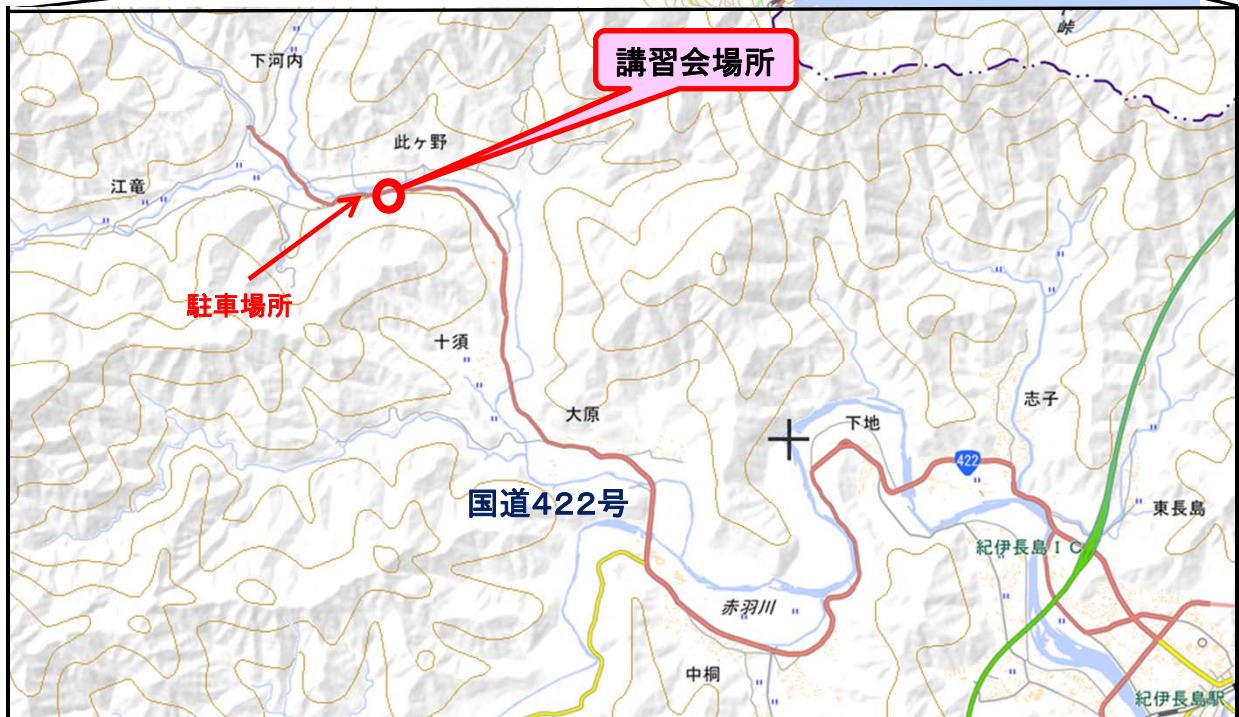 峠
下河内
講習会場所
此ヶ野
江竜
駐車場所
十須
大原
下地
志子
422
国道422号
東長島
紀伊長島ＩＣ
赤羽川
中桐
紀伊長島駅